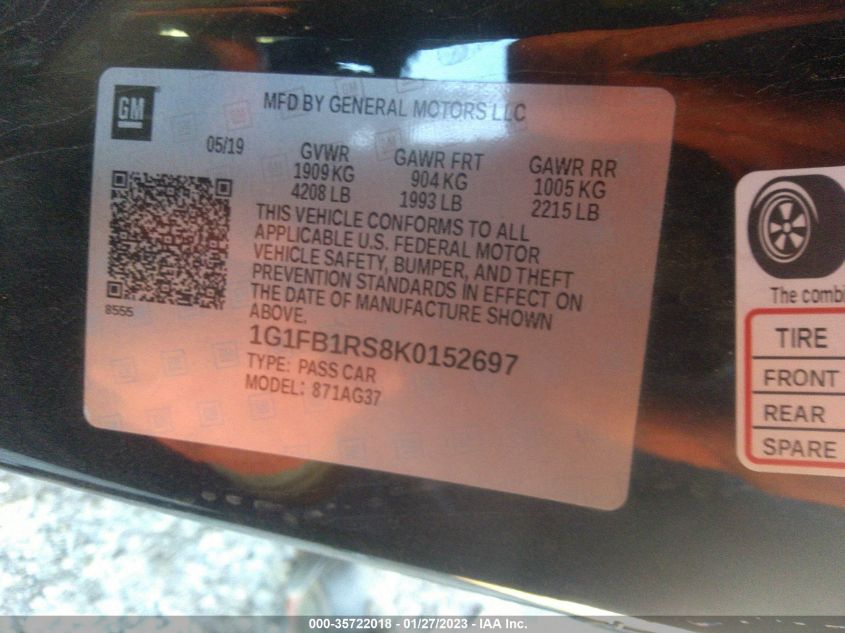 GM
MFD BY GENERAL MOTORS LLC
05/19
GVWR
1909 KG
4208 LB
GAWR FRT
904 KG
1993 LB
GAWR RR
1005 KG
2215 LB
THIS VEHICLE CONFORMS TO ALL
APPLICABLE U.S. FEDERAL MOTOR
VEHICLE SAFETY, BUMPER, AND THEFT
PREVENTION STANDARDS IN EFFECT ON
THE DATE OF MANUFACTURE SHOWN
ABOVE.
8555
1G1FB1RS8K0152697
TYPE: PASS CAR
MODEL: 871AG37
The combi
TIRE
FRONT
REAR
SPARE
000-35722018 - 01/27/2023 - IAA Inc.